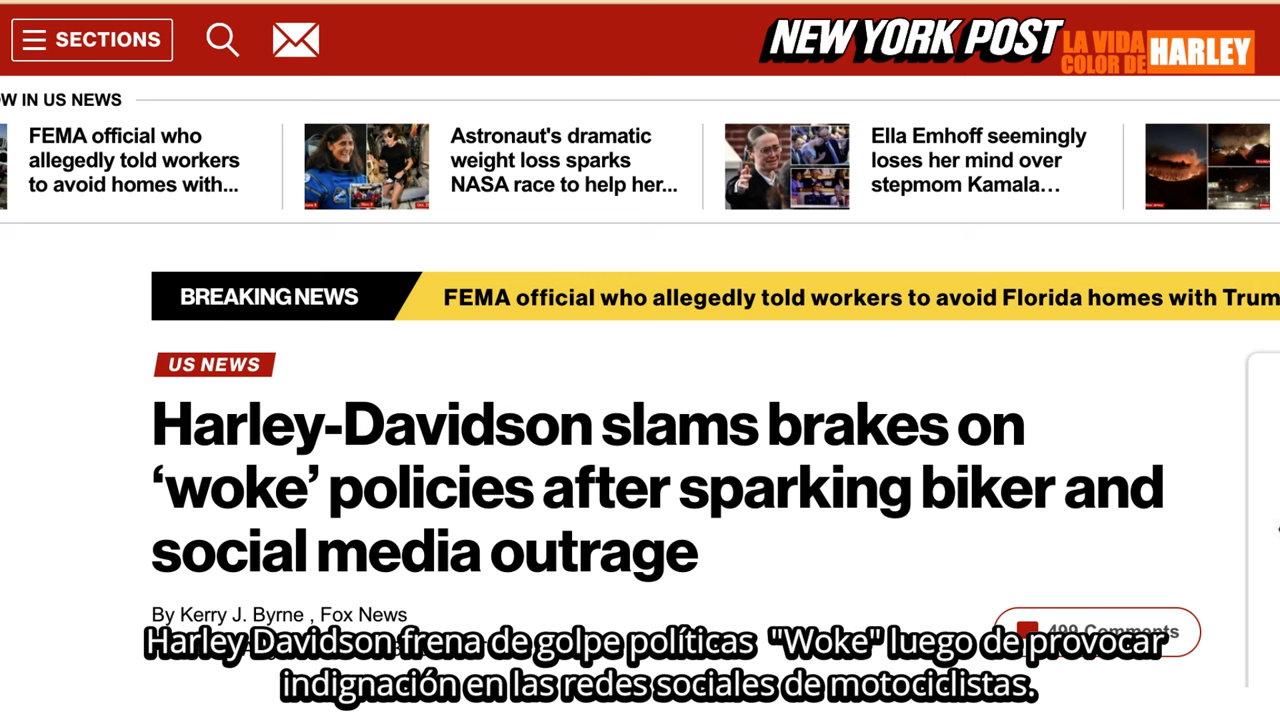 SECTIONS
NEW YORK POST
LA VIDA
COLOR DE HARLEY
W IN US NEWS
FEMA official who
allegedly told workers
to avoid homes with...
Astronaut's dramatic
weight loss sparks
NASA race to help her...
Ella Emhoff seemingly
loses her mind over
stepmom Kamala...
BREAKING NEWS
FEMA official who allegedly told workers to avoid Florida homes with Trum
US NEWS
Harley-Davidson slams brakes on
‘woke’ policies after sparking biker and
social media outrage
By Kerry J. Byrne , Fox News
499 Comments
Harley Davidson frena de golpe políticas "Woke" luego de provocar
indignación en las redes sociales de motociclistas.